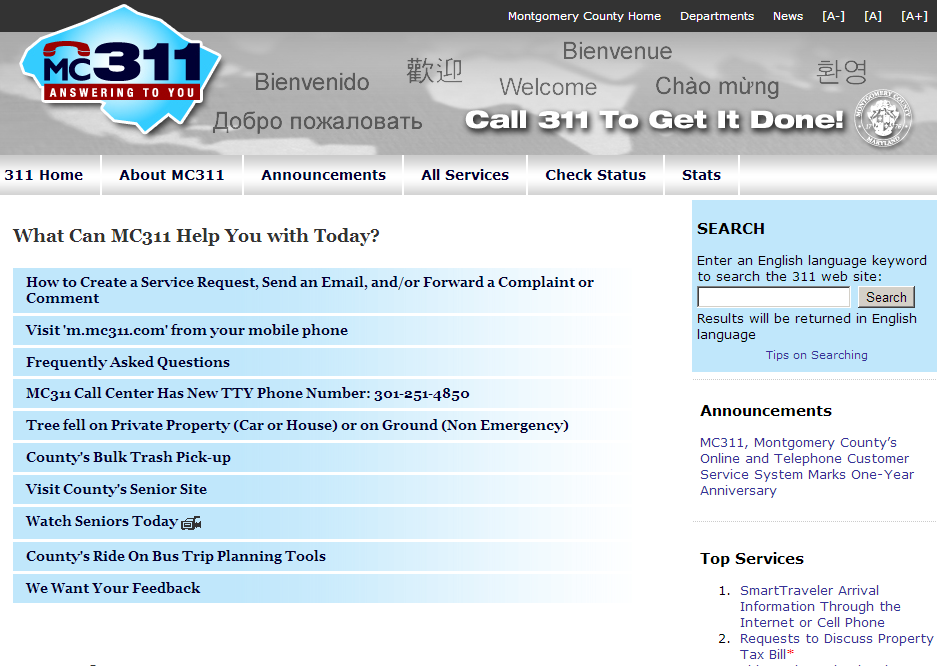 Montgomery County Home Departments News [A-] [A] [A+]
MC311
ANSWERING TO YOU
Bienvenido
歡迎
Bienvenue
Welcome
Chào mừng
환영
Добро пожаловать
Call 311 To Get It Done!
311 Home About MC311 Announcements All Services Check Status Stats
What Can MC311 Help You with Today?
How to Create a Service Request, Send an Email, and/or Forward a Complaint or
Comment
Visit 'm.mc311.com' from your mobile phone
Frequently Asked Questions
MC311 Call Center Has New TTY Phone Number: 301-251-4850
Tree fell on Private Property (Car or House) or on Ground (Non Emergency)
County's Bulk Trash Pick-up
Visit County's Senior Site
Watch Seniors Today
County's Ride On Bus Trip Planning Tools
We Want Your Feedback
SEARCH
Enter an English language keyword
to search the 311 web site:
Search
Results will be returned in English
language
Tips on Searching
Announcements
MC311, Montgomery County’s
Online and Telephone Customer
Service System Marks One-Year
Anniversary
Top Services
1. SmartTraveler Arrival
Information Through the
Internet or Cell Phone
2. Requests to Discuss Property
Tax Bill*